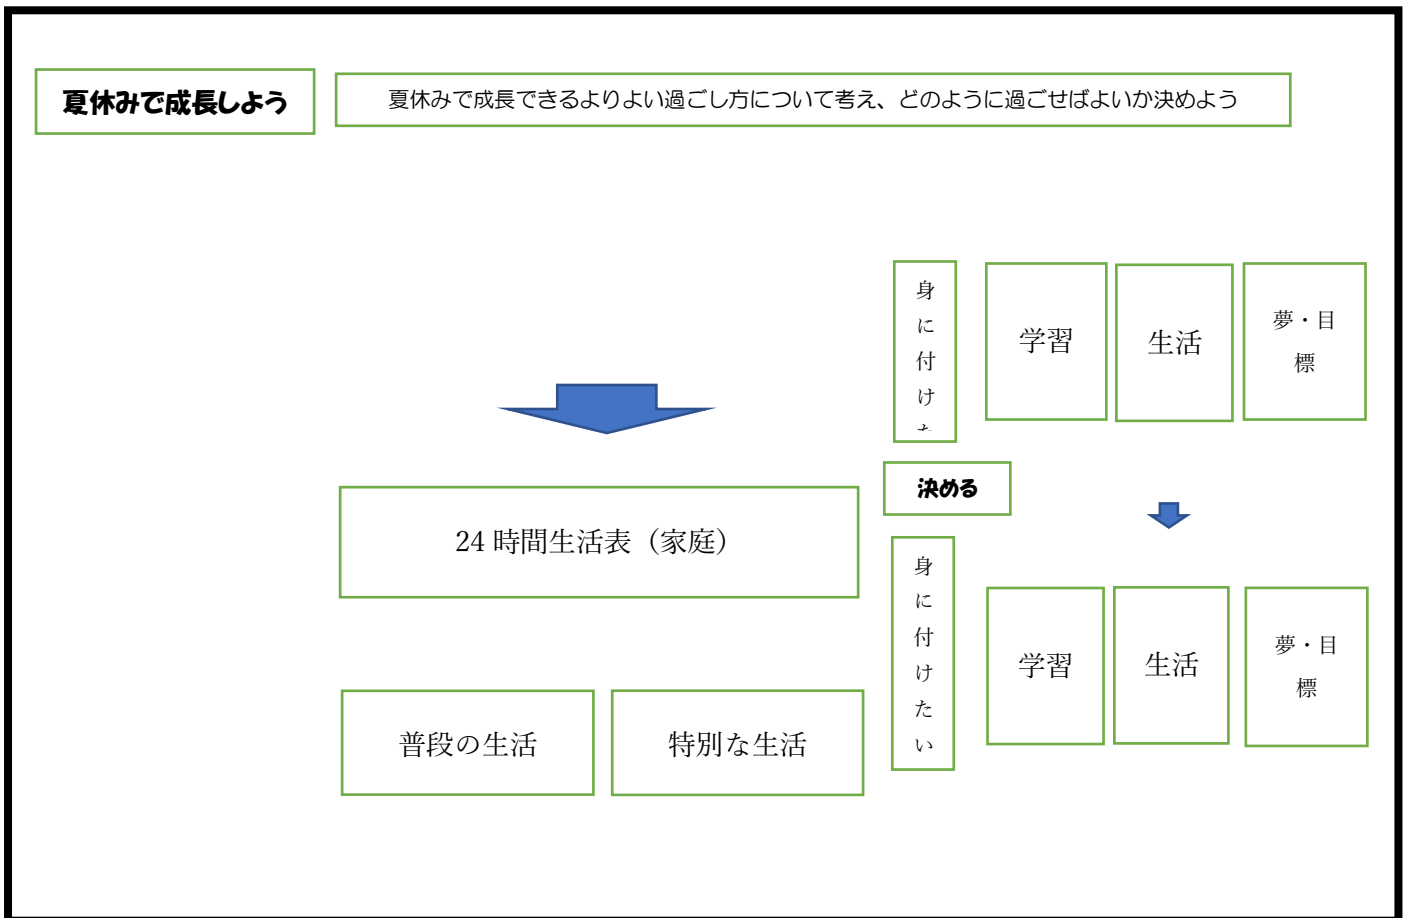 夏休みで成長しよう
夏休みで成長できるよりよい過ごし方について考え、どのように過ごせばよいか決めよう
身に付け
学習
生活
夢・目
標
決める
24 時間生活表（家庭）
身に付けたい
学習
生活
夢・目
標
普段の生活
特別な生活